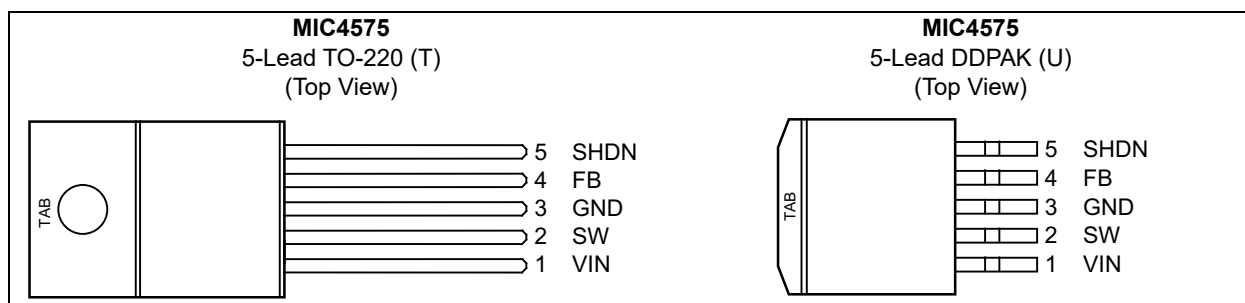 MIC4575
5-Lead TO-220 (T)
(Top View)
TAB
5 SHDN
4 FB
3 GND
2 SW
1 VIN
MIC4575
5-Lead DDPAK (U)
(Top View)
TAB
5 SHDN
4 FB
3 GND
2 SW
1 VIN